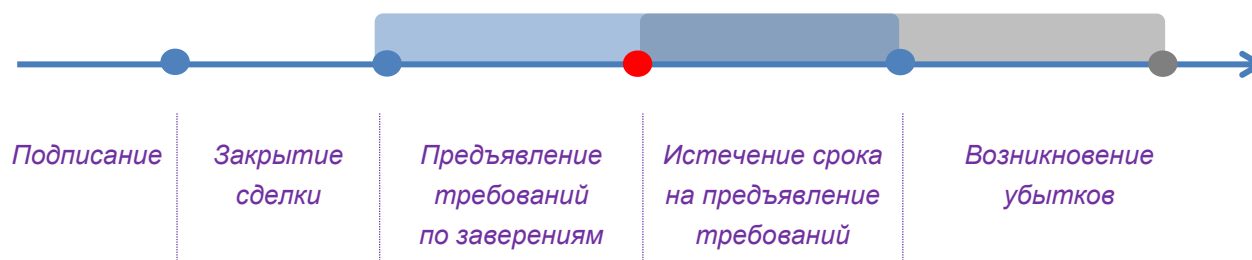 Подписание
Закрытие
сделки
Предъявление
требований
по заверениям
Истечение срока
на предъявление
требований
Возникновение
убытков